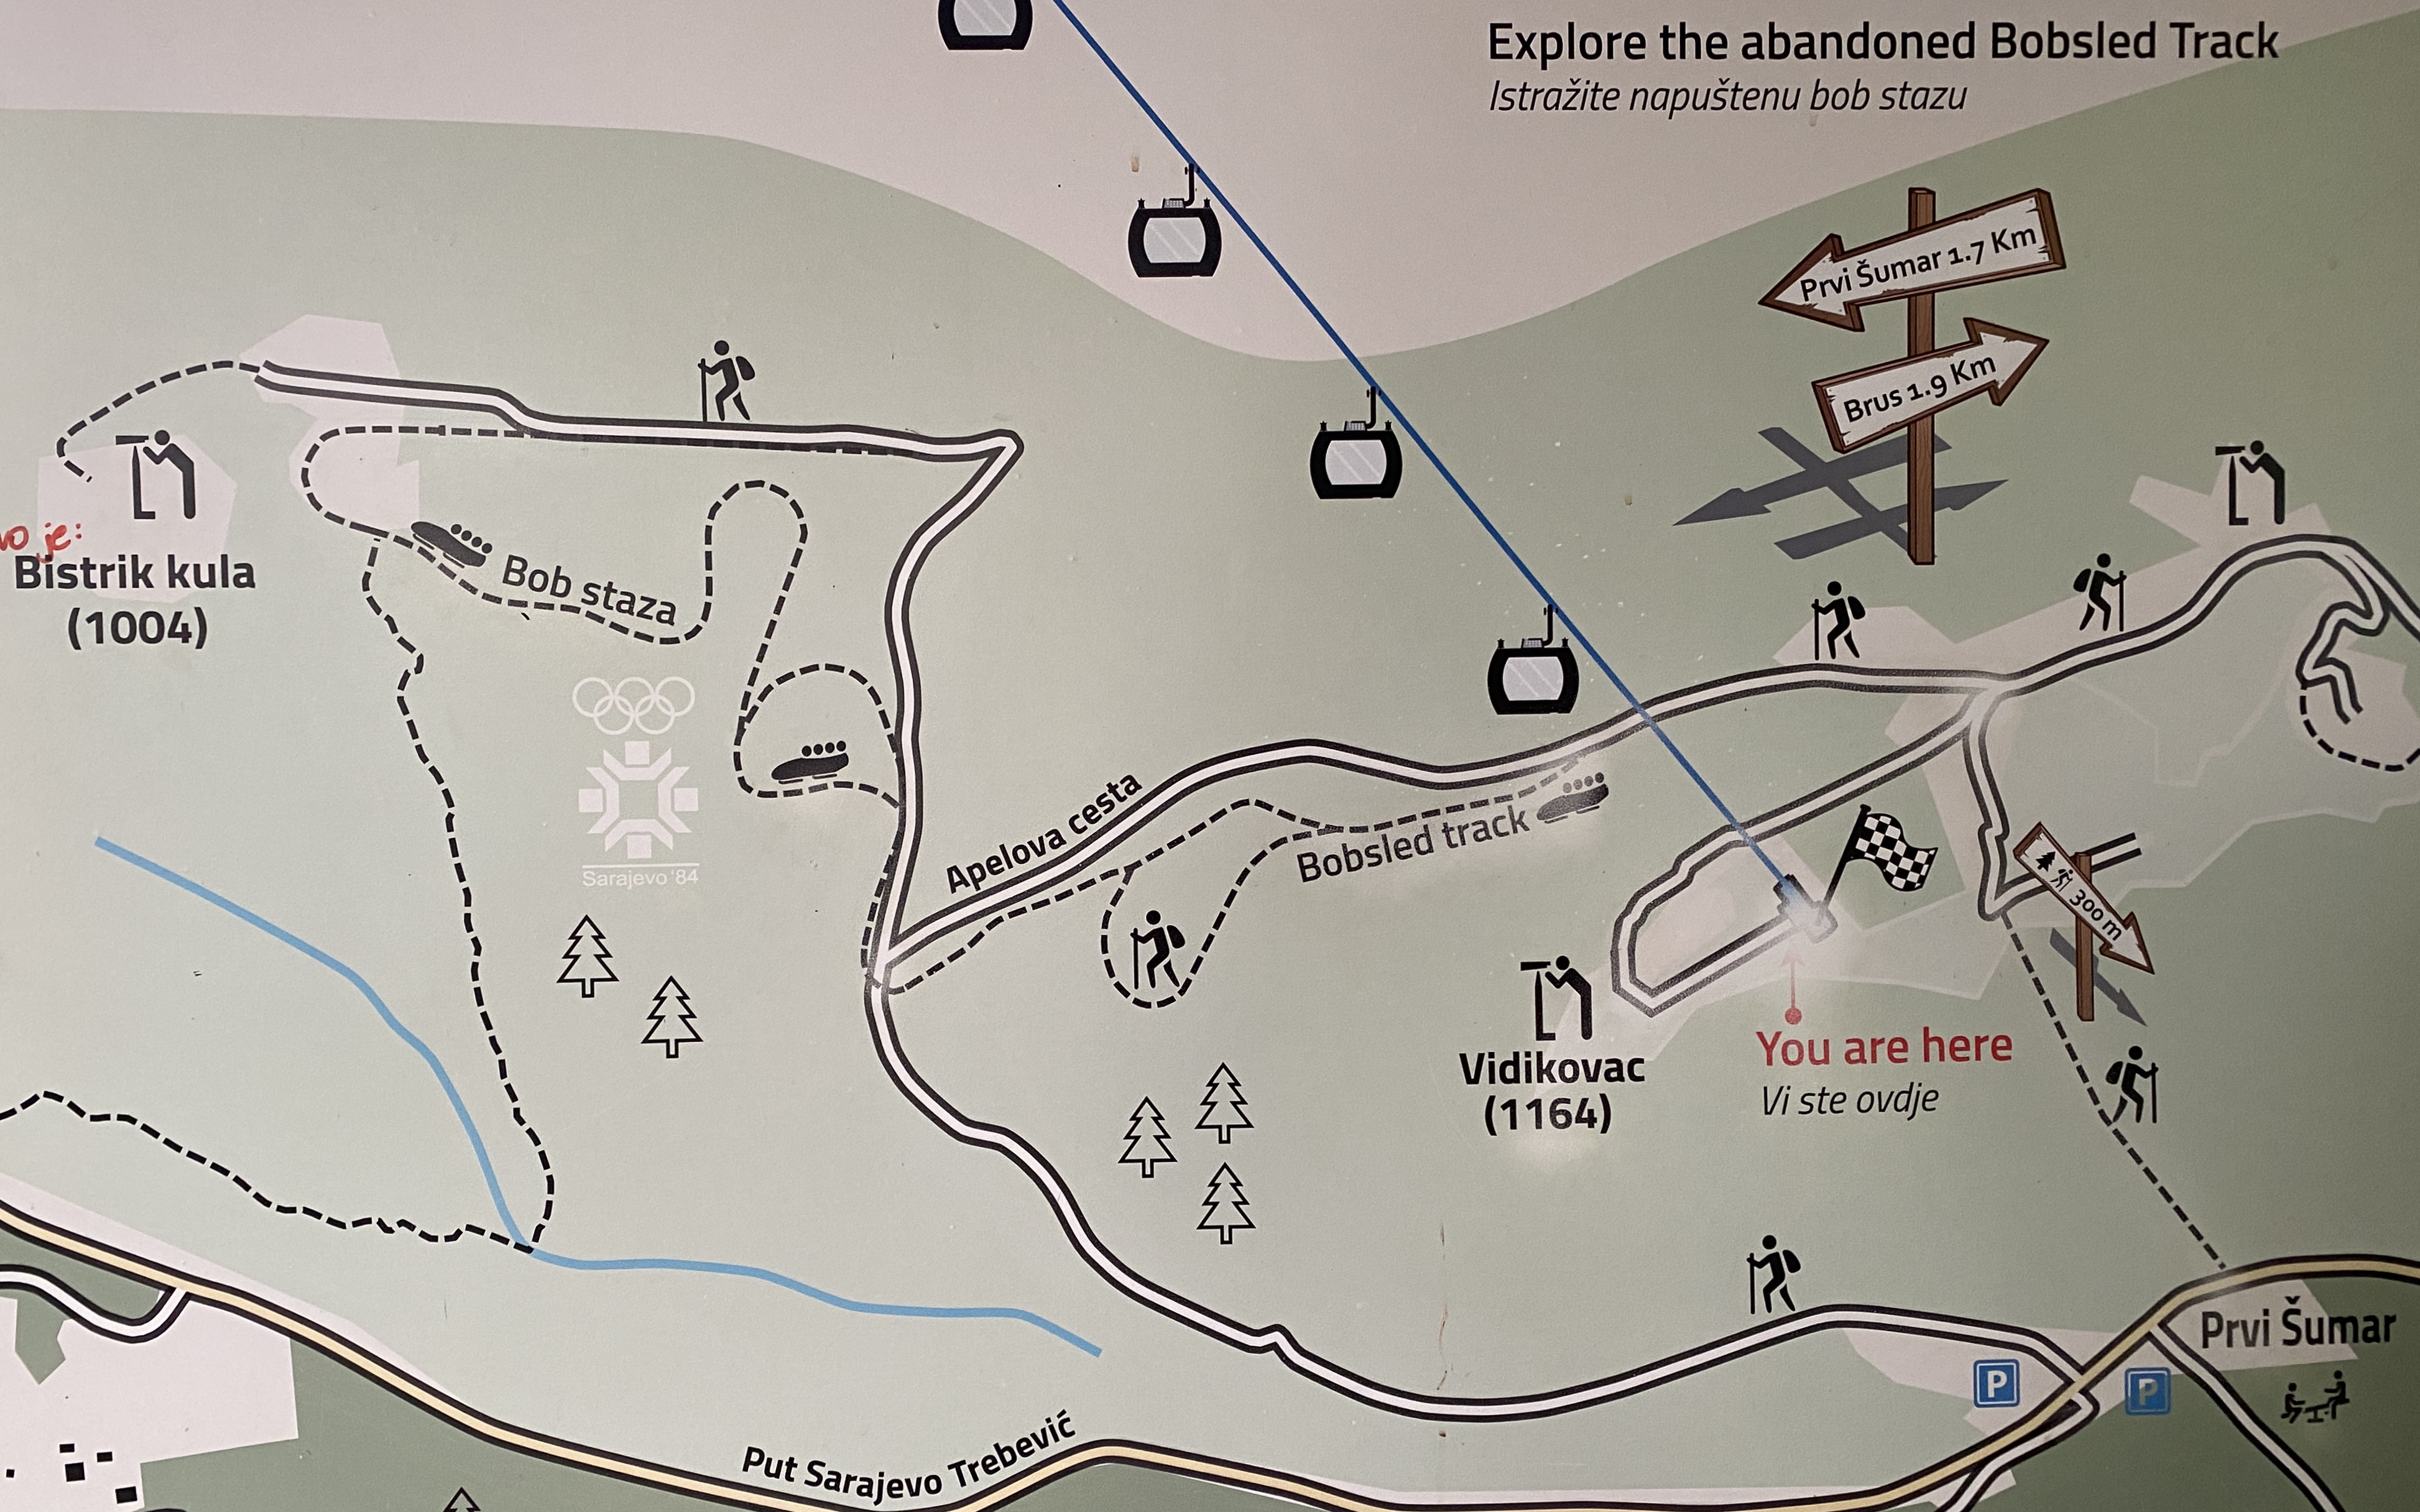 Explore the abandoned Bobsled Track
Istražite napuštenu bob stazu
Prvi Šumar 1.7 Km
Brus 1.9 Km
je:
Bistrik kula
(1004)
Bob staza
Sarajevo '84
Apelova cesta
Bobsled track
300 m
Vidikovac
(1164)
You are here
Vi ste ovdje
Prvi Šumar
P
P
Put Sarajevo Trebević